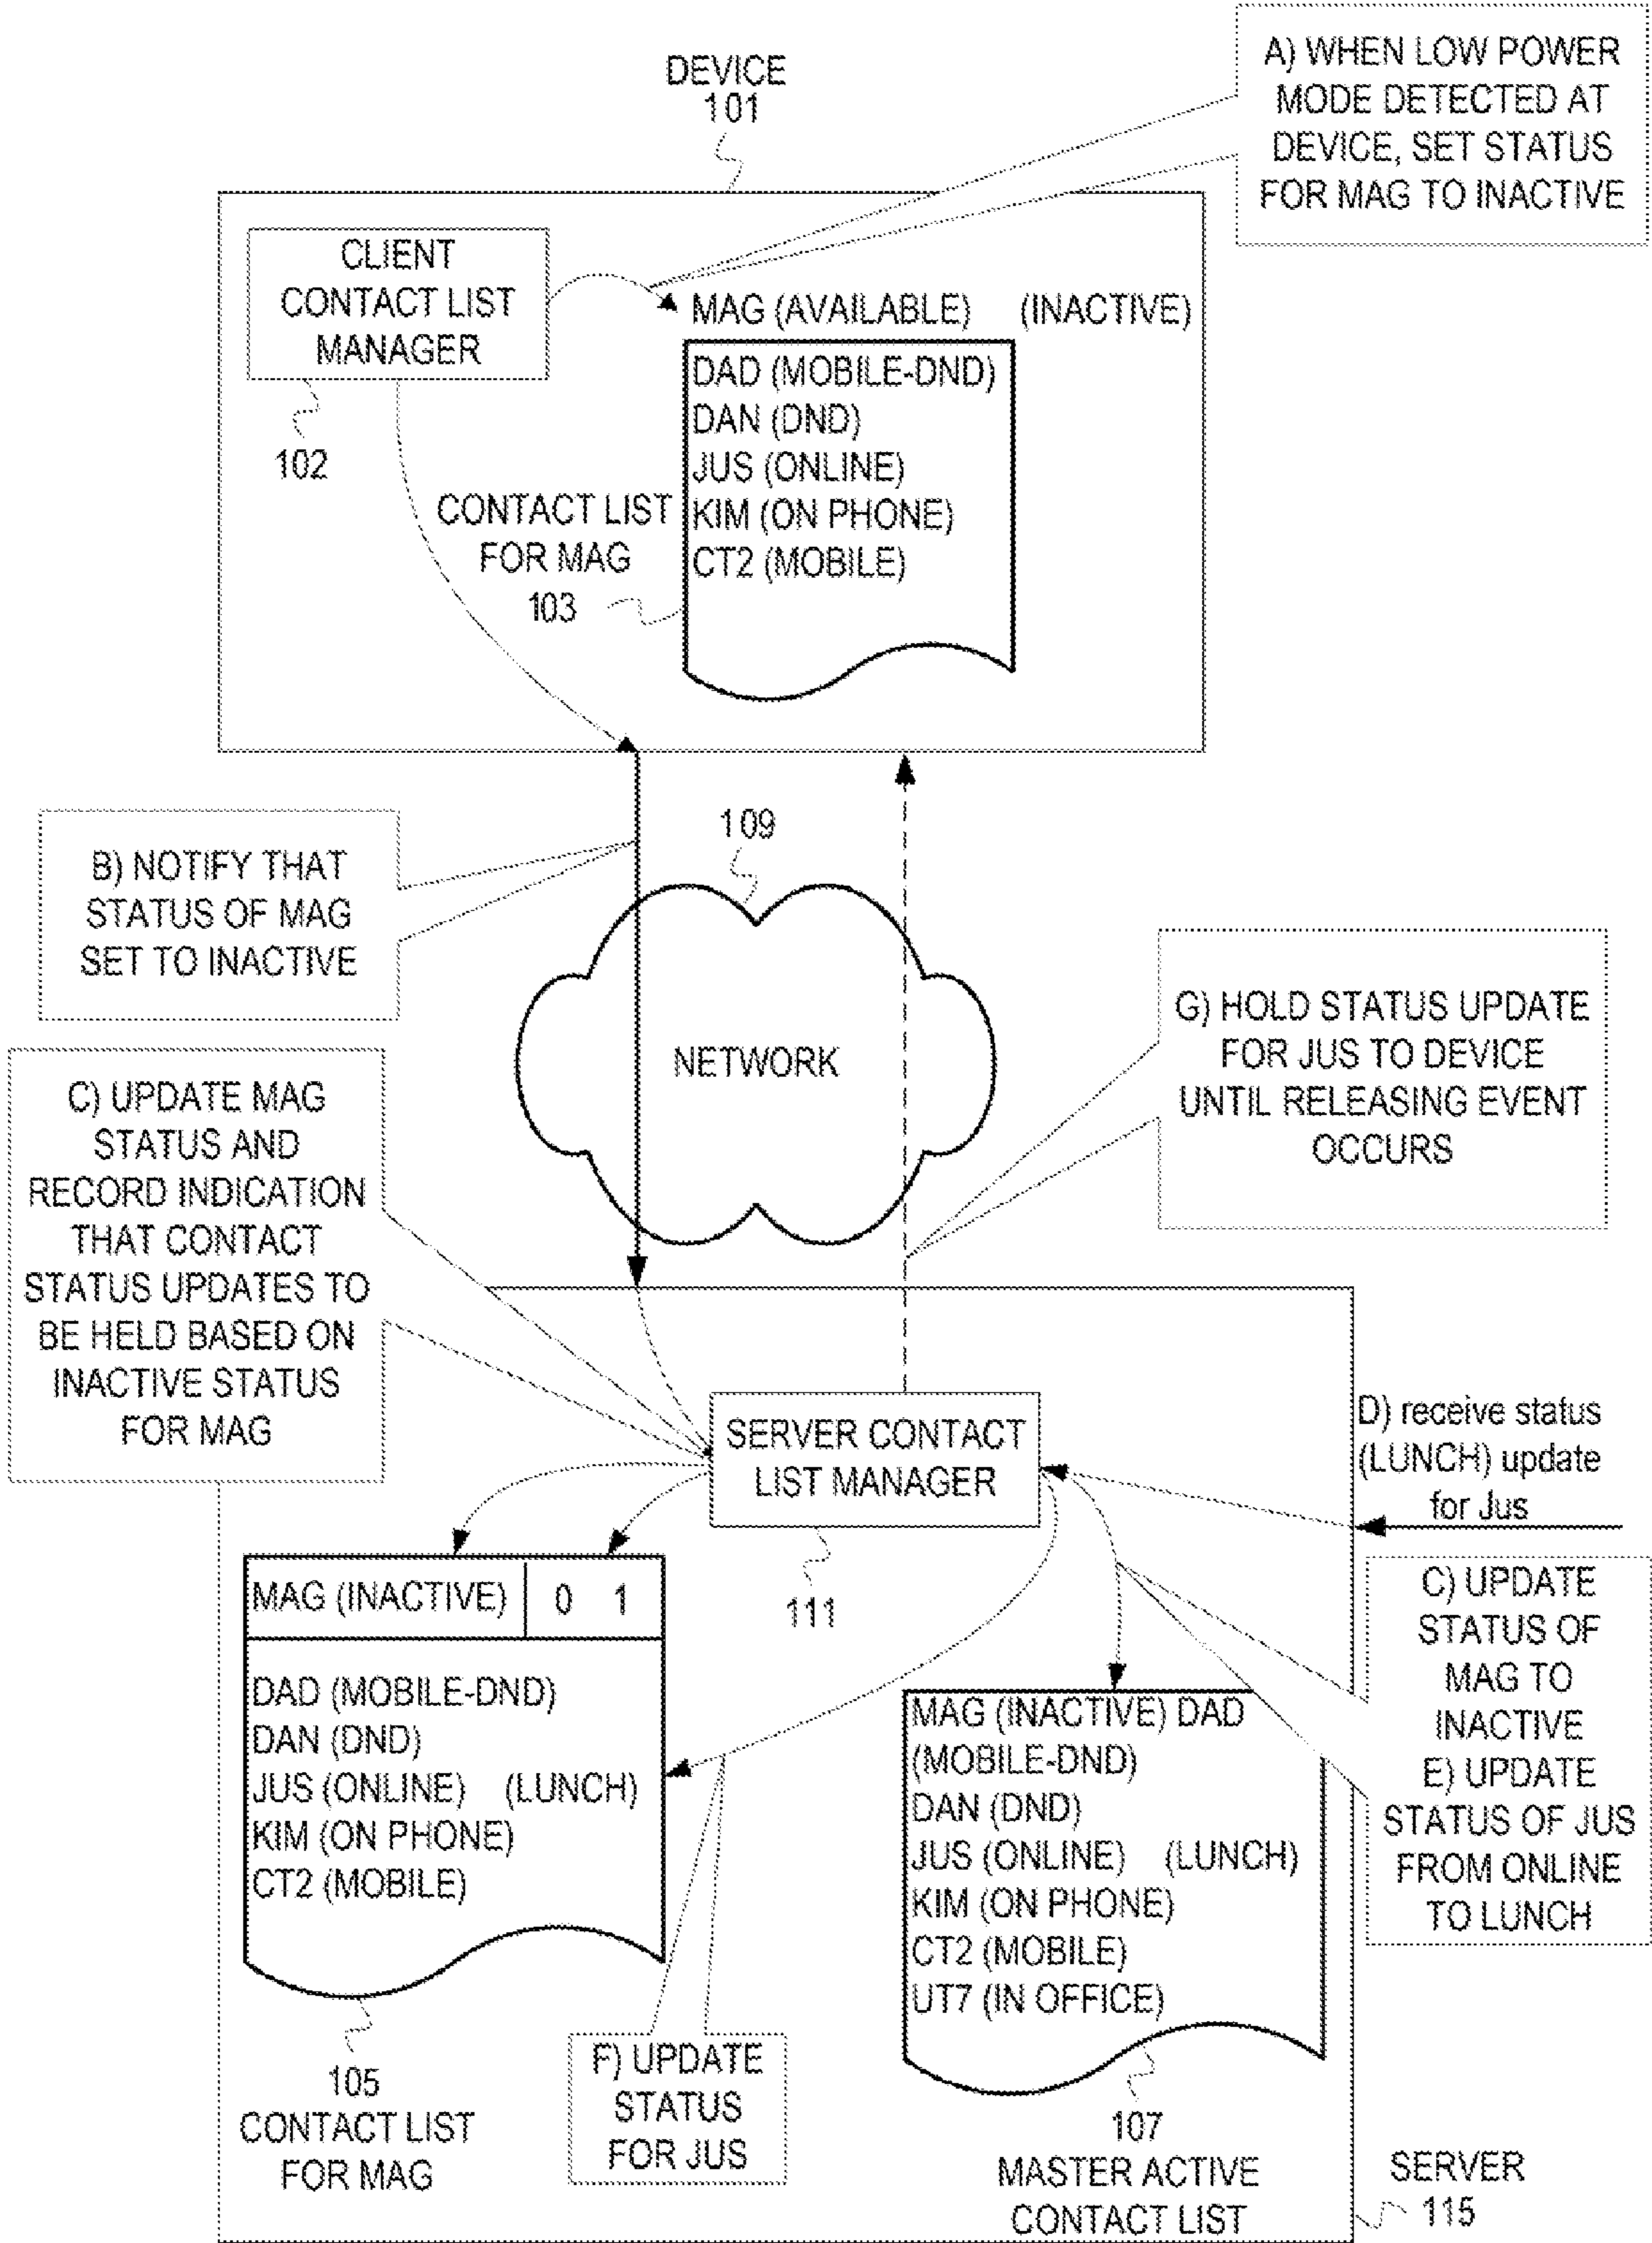 DEVICE
101
A) WHEN LOW POWER
MODE DETECTED AT
DEVICE, SET STATUS
FOR MAG TO INACTIVE
CLIENT
CONTACT LIST
MANAGER
102
MAG (AVAILABLE) (INACTIVE)
DAD (MOBILE-DND)
DAN (DND)
JUS (ONLINE)
KIM (ON PHONE)
CT2 (MOBILE)
CONTACT LIST
FOR MAG
103
B) NOTIFY THAT
STATUS OF MAG
SET TO INACTIVE
109
NETWORK
G) HOLD STATUS UPDATE
FOR JUS TO DEVICE
UNTIL RELEASING EVENT
OCCURS
C) UPDATE MAG
STATUS AND
RECORD INDICATION
THAT CONTACT
STATUS UPDATES TO
BE HELD BASED ON
INACTIVE STATUS
FOR MAG
SERVER CONTACT
LIST MANAGER
111
D) receive status
(LUNCH) update
for Jus
C) UPDATE
STATUS OF
MAG TO
INACTIVE
E) UPDATE
STATUS OF JUS
FROM ONLINE
TO LUNCH
MAG (INACTIVE) 0 1
DAD (MOBILE-DND)
DAN (DND)
JUS (ONLINE) (LUNCH)
KIM (ON PHONE)
CT2 (MOBILE)
105
CONTACT LIST
FOR MAG
F) UPDATE
STATUS
FOR JUS
MAG (INACTIVE) DAD
(MOBILE-DND)
DAN (DND)
JUS (ONLINE) (LUNCH)
KIM (ON PHONE)
CT2 (MOBILE)
UT7 (IN OFFICE)
107
MASTER ACTIVE
CONTACT LIST
SERVER
115